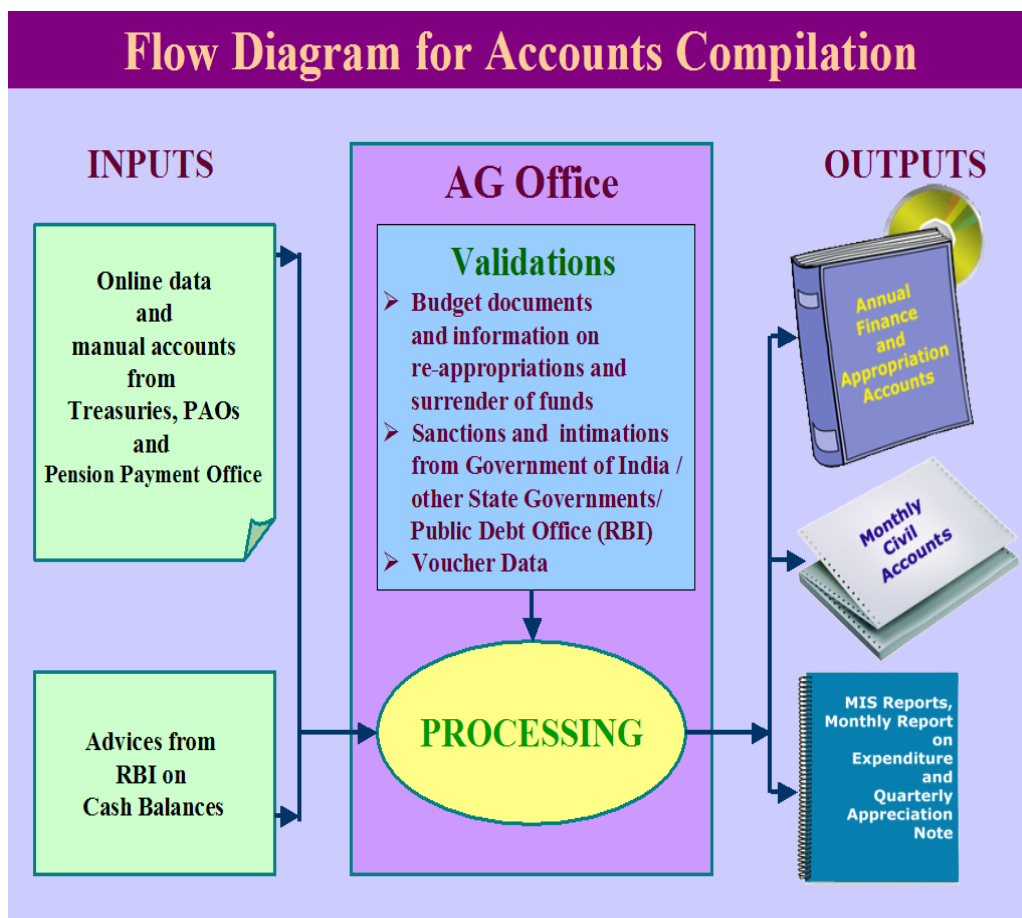 Flow Diagram for Accounts Compilation
INPUTS
Online data
and
manual accounts
from
Treasuries, PAOs
and
Pension Payment Office
Advices from
RBI on
Cash Balances
AG Office
Validations
➢ Budget documents
and information on
re-appropriations and
surrender of funds
➢ Sanctions and intimations
from Government of India /
other State Governments/
Public Debt Office (RBI)
➢ Voucher Data
PROCESSING
OUTPUTS
Annual
Finance
and
Appropriation
Accounts
Monthly
Civil
Accounts
MIS Reports,
Monthly Report
on
Expenditure
and
Quarterly
Appreciation
Note